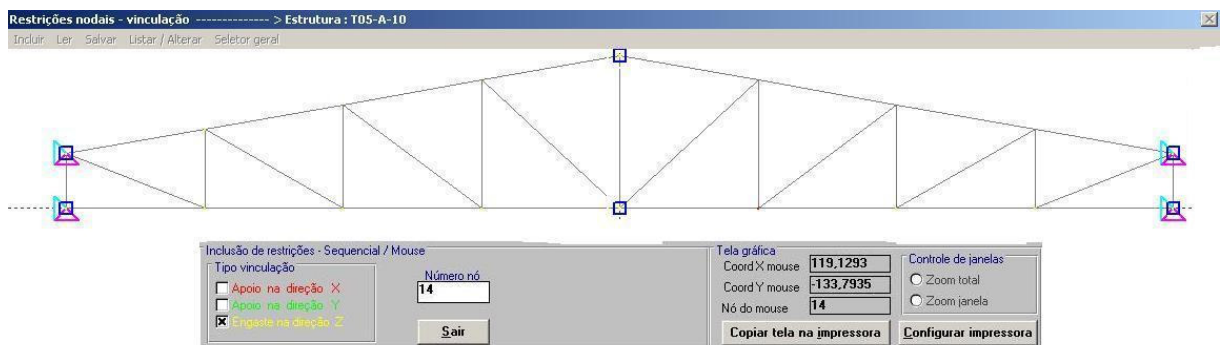 Restrições nodais - vinculação -------------- > Estrutura : T05-A-10
Incluir Ler Salvar Listar / Alterar Seletor geral
Inclusão de restrições - Sequencial / Mouse
Tipo vinculação
Apoio na direção X
Apoio na direção Y
Engaste na direção Z
Número nó
14
Sair
Tela gráfica
Coord X mouse 119,1293
Coord Y mouse -133,7935
Nó do mouse 14
Copiar tela na impressora
Controle de janelas
Zoom total
Zoom janela
Configurar impressora